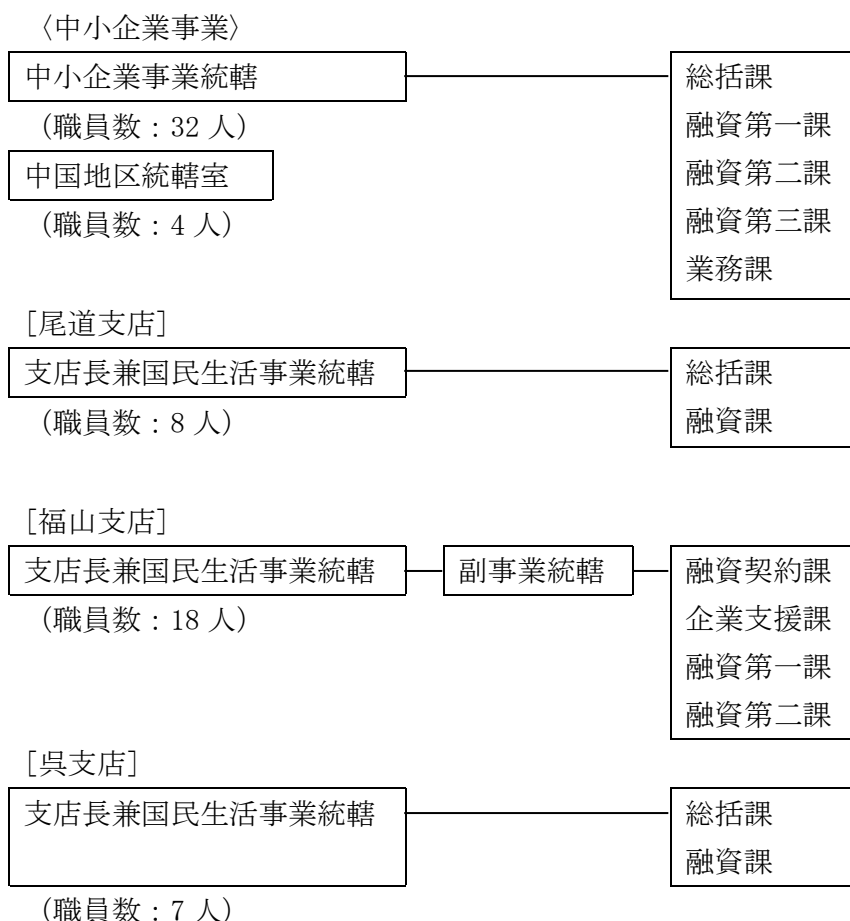 〈中小企業事業〉
中小企業事業統轄 総括課
(職員数：32 人) 融資第一課
中国地区統轄室 融資第二課
(職員数：4 人) 融資第三課
業務課
[尾道支店]
支店長兼国民生活事業統轄 総括課
(職員数：8 人) 融資課
[福山支店]
支店長兼国民生活事業統轄 副事業統轄 融資契約課
(職員数：18 人) 企業支援課
融資第一課
融資第二課
[呉支店]
支店長兼国民生活事業統轄 総括課
融資課
(職員数：7 人)